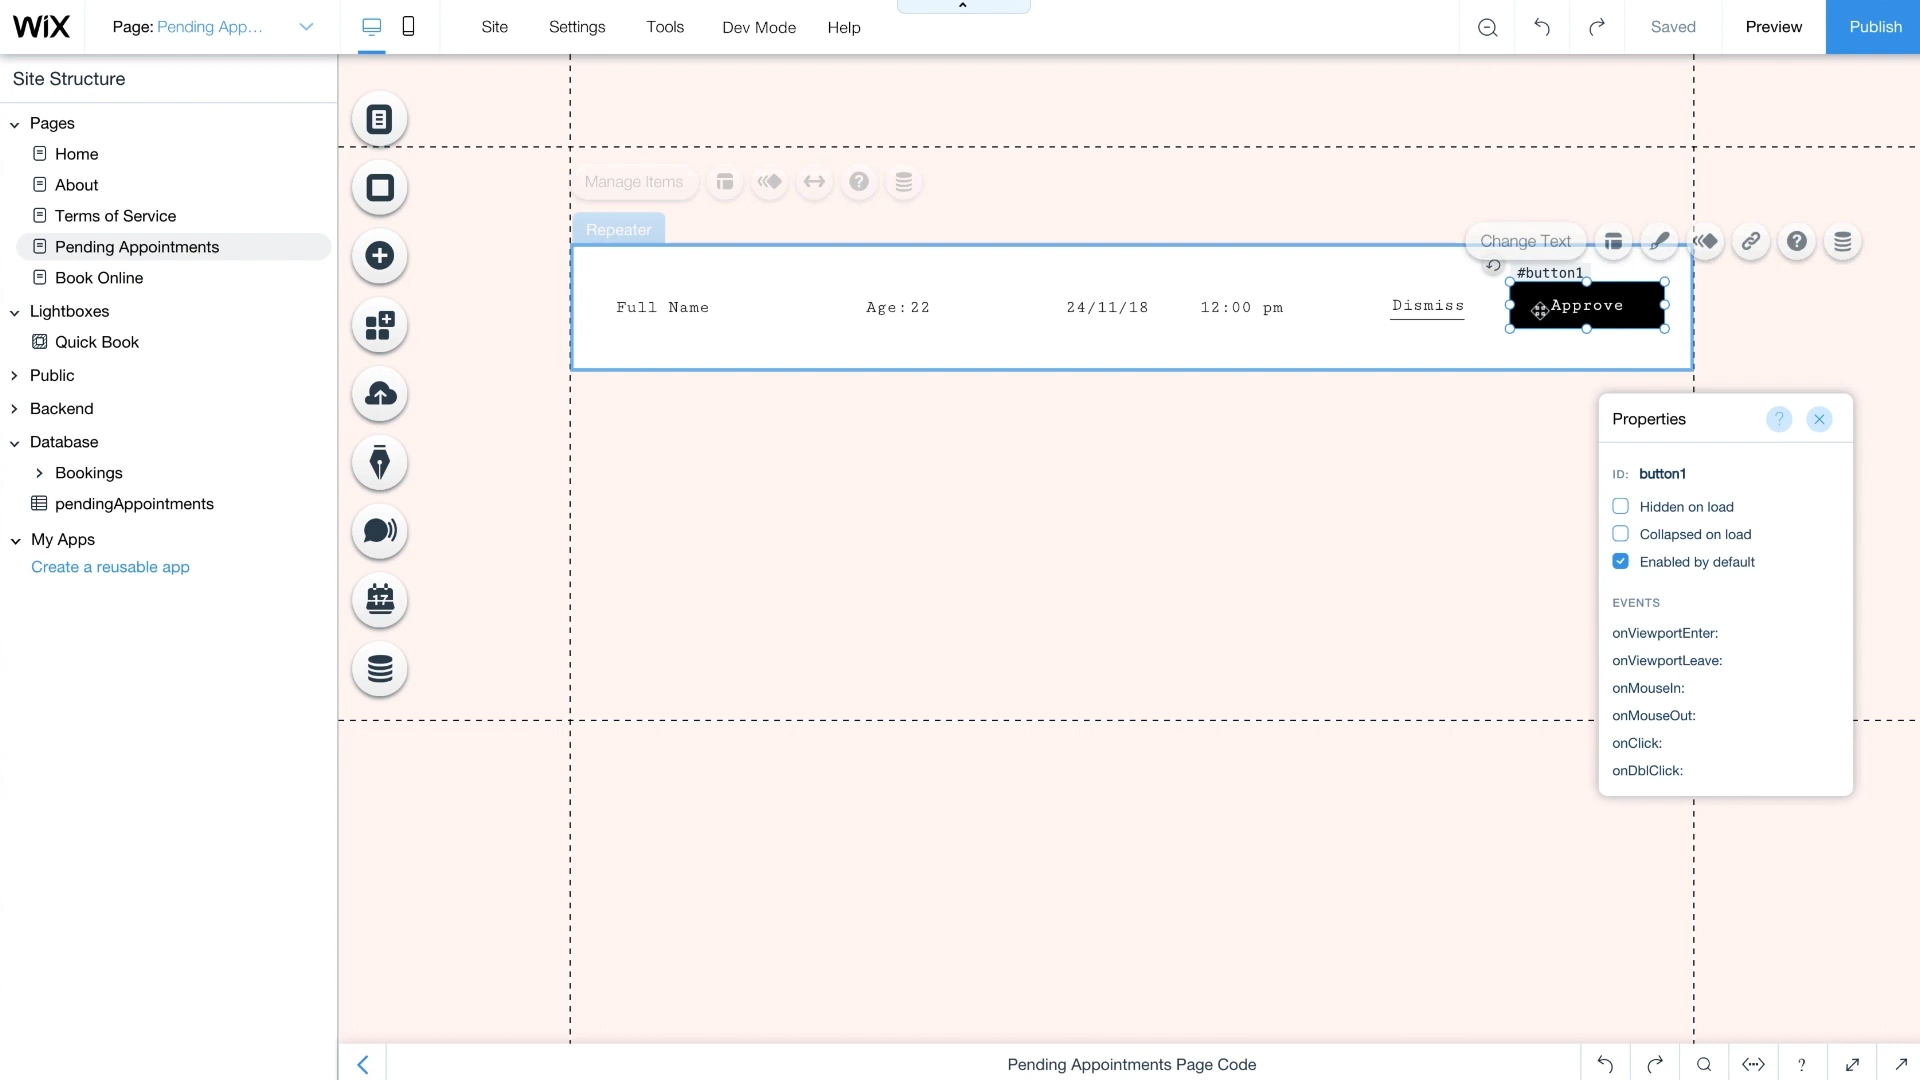 WiX
Page: Pending App...
Site
Settings
Tools
Dev Mode
Help
Saved
Preview
Publish
Site Structure
Pages
Home
About
Terms of Service
Pending Appointments
Book Online
Lightboxes
Quick Book
Public
Backend
Database
Bookings
pendingAppointments
My Apps
Create a reusable app
17
Manage Items
Repeater
Change Text
#button1
Full Name
Age:22
24/11/18
12:00 pm
Dismiss
Approve
Properties
ID: button1
Hidden on load
Collapsed on load
Enabled by default
EVENTS
onViewportEnter:
onViewportLeave:
onMouseIn:
onMouseOut:
onClick:
onDblClick:
Pending Appointments Page Code